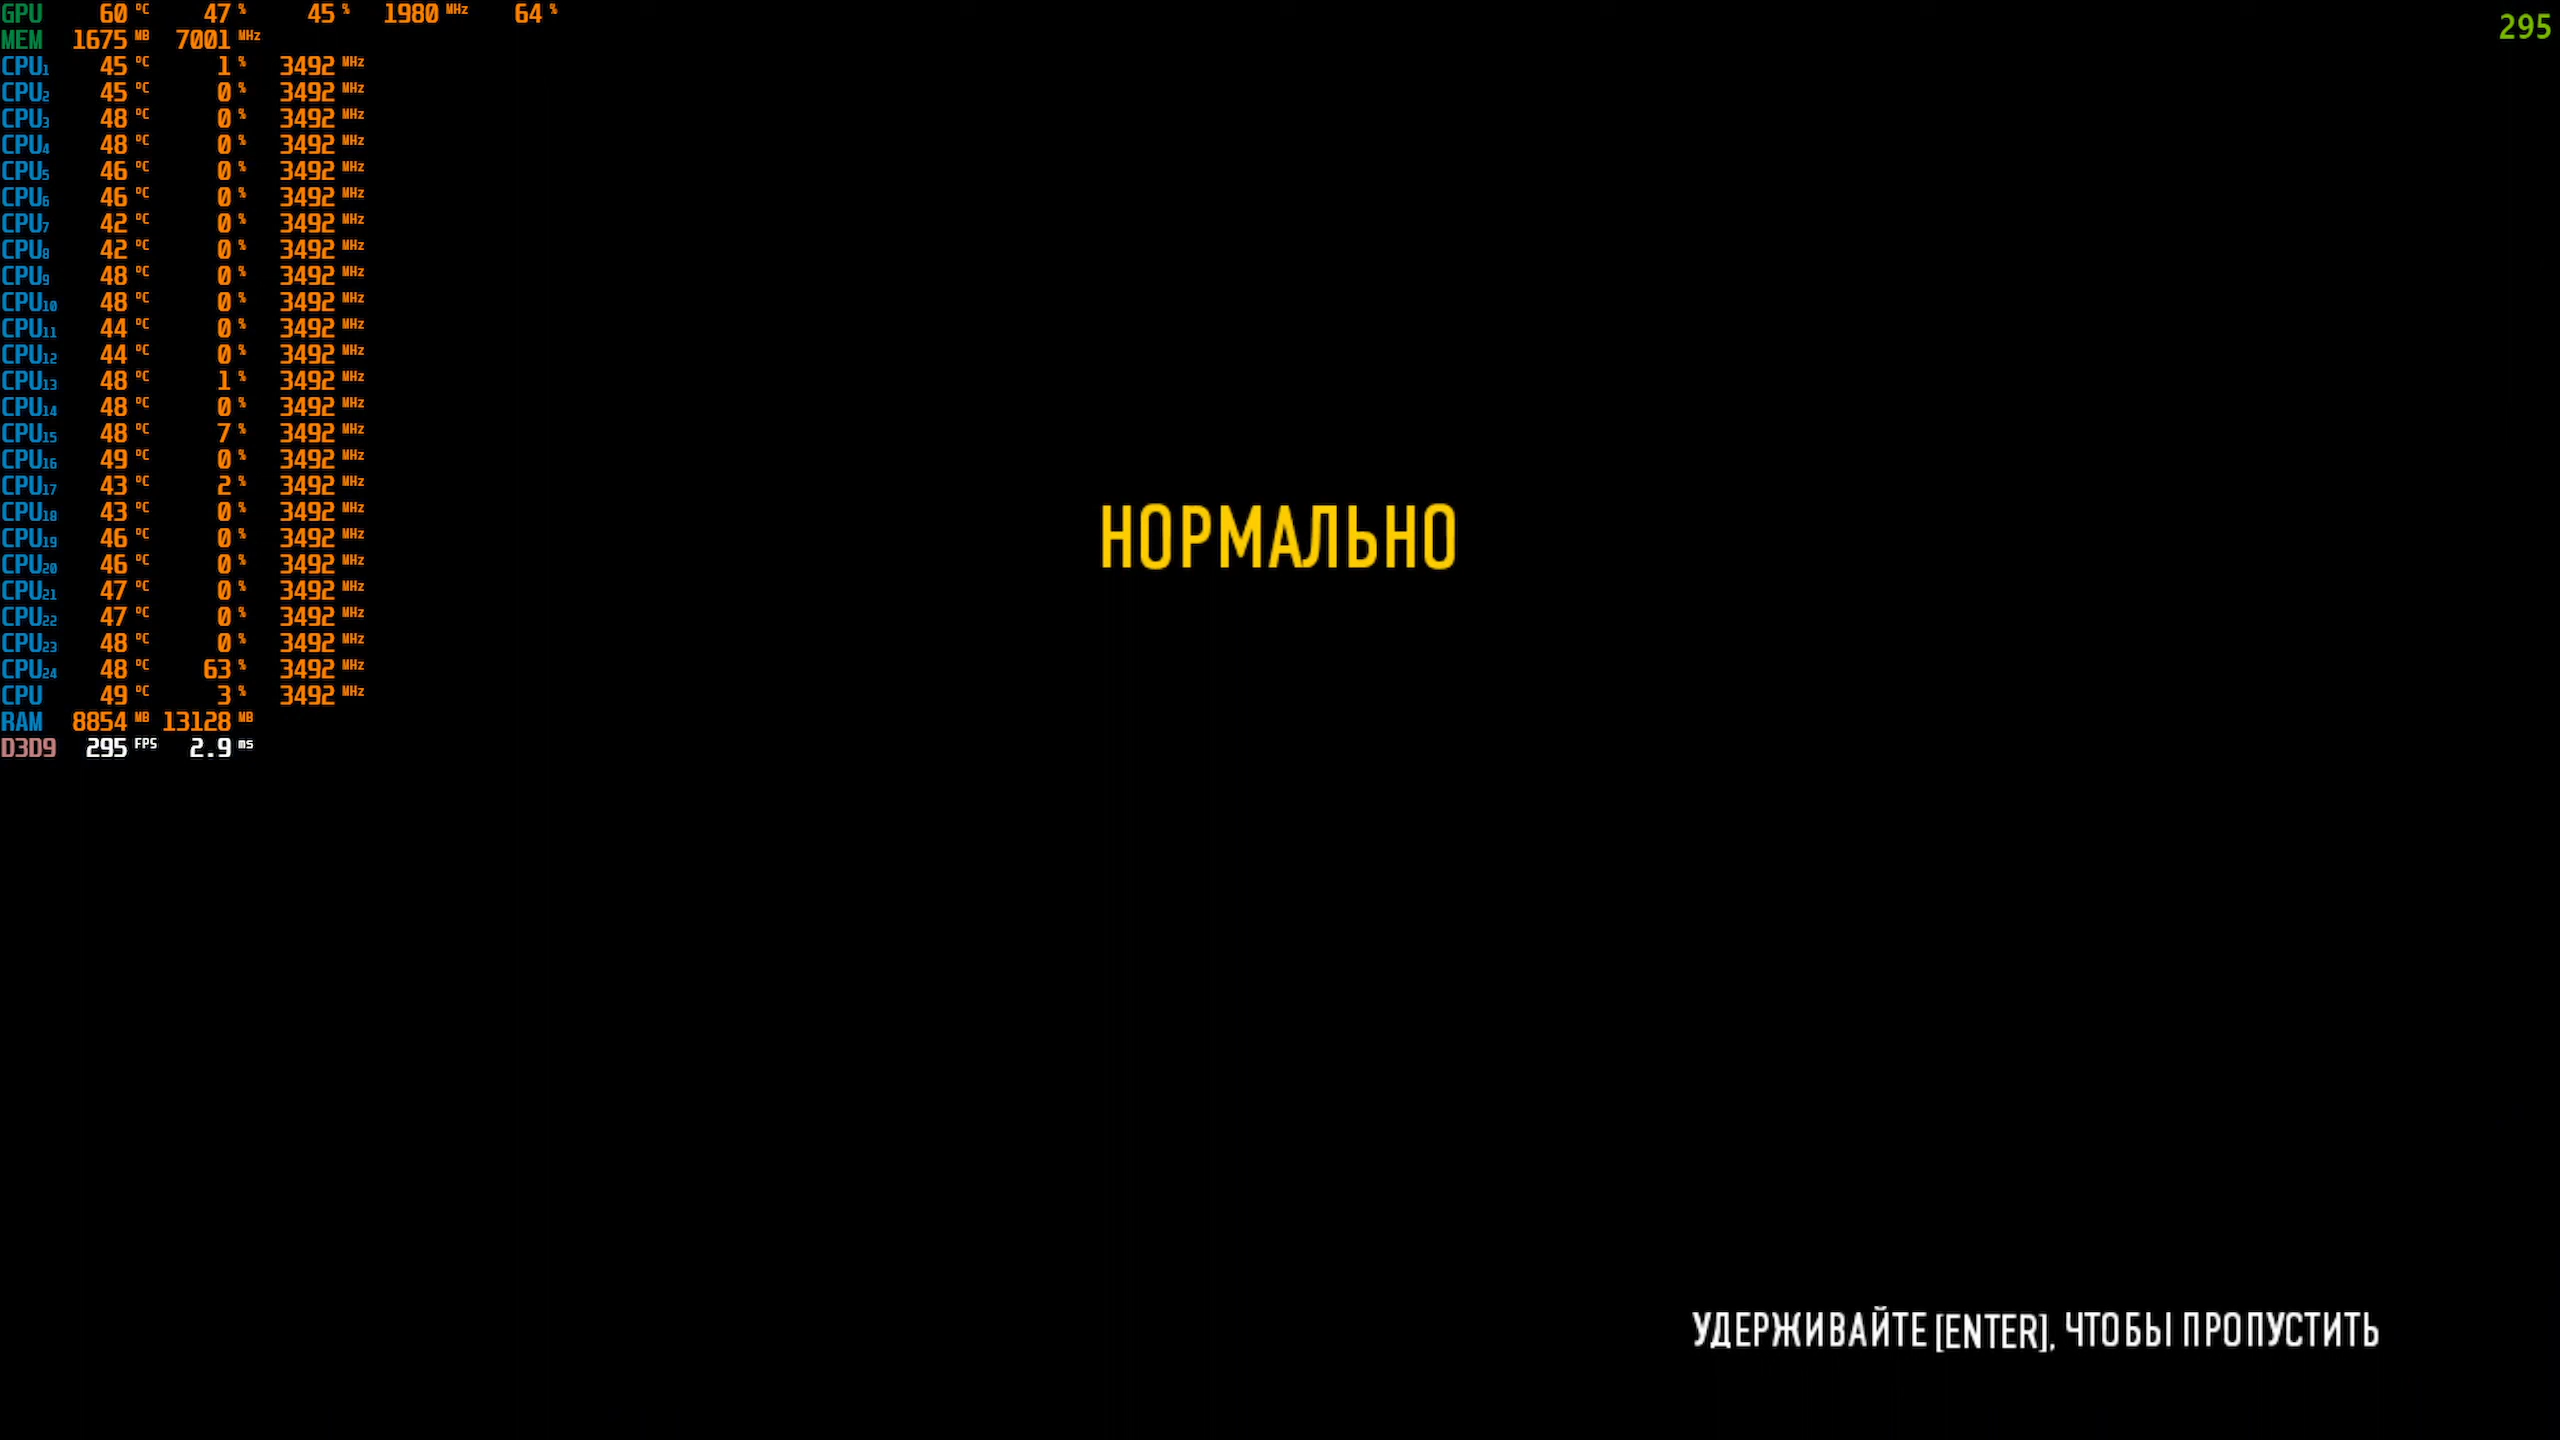 GPU 60 °C 47 % 45 % 1980 MHz 64 %
295
MEM 1675 MB 7001 MHz
CPU1 45 °C 1 % 3492 MHz
CPU2 45 °C 0 % 3492 MHz
CPU3 48 °C 0 % 3492 MHz
CPU4 48 °C 0 % 3492 MHz
CPU5 46 °C 0 % 3492 MHz
CPU6 46 °C 0 % 3492 MHz
CPU7 42 °C 0 % 3492 MHz
CPU8 42 °C 0 % 3492 MHz
CPU9 48 °C 0 % 3492 MHz
CPU10 48 °C 0 % 3492 MHz
CPU11 44 °C 0 % 3492 MHz
CPU12 44 °C 0 % 3492 MHz
CPU13 48 °C 1 % 3492 MHz
CPU14 48 °C 0 % 3492 MHz
CPU15 48 °C 7 % 3492 MHz
CPU16 49 °C 0 % 3492 MHz
CPU17 43 °C 2 % 3492 MHz
CPU18 43 °C 0 % 3492 MHz
CPU19 46 °C 0 % 3492 MHz
CPU20 46 °C 0 % 3492 MHz
CPU21 47 °C 0 % 3492 MHz
CPU22 47 °C 0 % 3492 MHz
CPU23 48 °C 0 % 3492 MHz
CPU24 48 °C 63 % 3492 MHz
CPU 49 °C 3 % 3492 MHz
RAM 8854 MB 13128 MB
D3D9 295 FPS 2.9 ms
НОРМАЛЬНО
УДЕРЖИВАЙТЕ [ENTER], ЧТОБЫ ПРОПУСТИТЬ